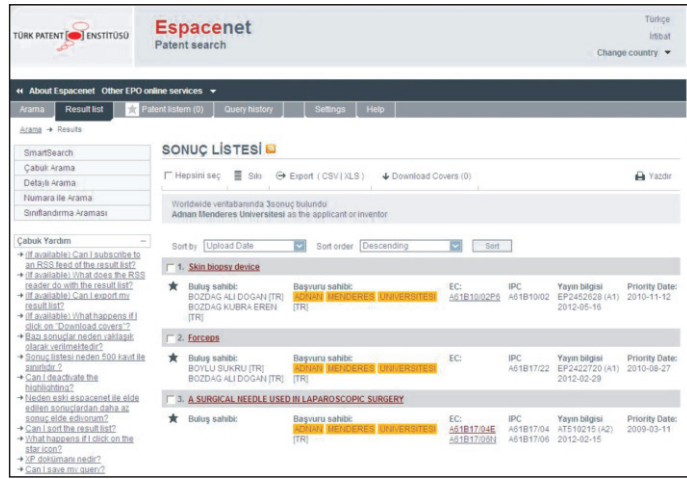 TÜRK PATENT ENSTİTÜSÜ
Espacenet
Patent search
Türkçe
İrtibat
Change country
About Espacenet Other EPO online services
Arama Result list Patent listem (0) Query history Settings Help
Arama → Results
SmartSearch
Çabuk Arama
Detaylı Arama
Numara ile Arama
Sınıflandırma Araması
Çabuk Yardım –
→ (if available) Can I subscribe to
an RSS feed of the result list?
→ (if available) What does the RSS
reader do with the result list?
→ (if available) Can I export my
result list?
→ (if available) What happens if I
click on "Download covers"?
→ Bazı sonuçlar neden yaklaşık
olarak verilmektedir?
→ Sonuç listesi neden 500 kayıt ile
sınırlıdır ?
→ Can I deactivate the
highlighting?
→ Neden eski espacenet ile elde
edilen sonuçlardan daha az
sonuç elde ediyorum?
→ Can I sort the result list?
→ What happens if I click on the
star icon?
→ XP dokümanı nedir?
→ Can I save my query?
SONUÇ LİSTESİ
Hepsini seç Sıkı Export ( CSV | XLS ) Download Covers (0) Yazdır
Worldwide veritabanında 3sonuç bulundu
Adnan Menderes Universitesi as the applicant or inventor
Sort by Upload Date Sort order Descending Sort
1. Skin biopsy device
Buluş sahibi: Başvuru sahibi: EC: IPC Yayın bilgisi Priority Date:
BOZDAG ALI DOGAN [TR] ADNAN MENDERES UNIVERSITESI A61B10/02P6 A61B10/02 EP2452628 (A1) 2010-11-12
BOZDAG KUBRA EREN [TR] 2012-05-16
[TR]
2. Forceps
Buluş sahibi: Başvuru sahibi: EC: IPC Yayın bilgisi Priority Date:
BOYLU SUKRU [TR] ADNAN MENDERES UNIVERSITESI A61B17/22 EP2422720 (A1) 2010-08-27
BOZDAG ALI DOGAN [TR] [TR] 2012-02-29
3. A SURGICAL NEEDLE USED IN LAPAROSCOPIC SURGERY
Buluş sahibi: Başvuru sahibi: EC: IPC Yayın bilgisi Priority Date:
ADNAN MENDERES UNIVERSITESI A61B17/04E A61B17/04 AT510215 (A2) 2009-03-11
[TR] A61B17/06N A61B17/06 2012-02-15